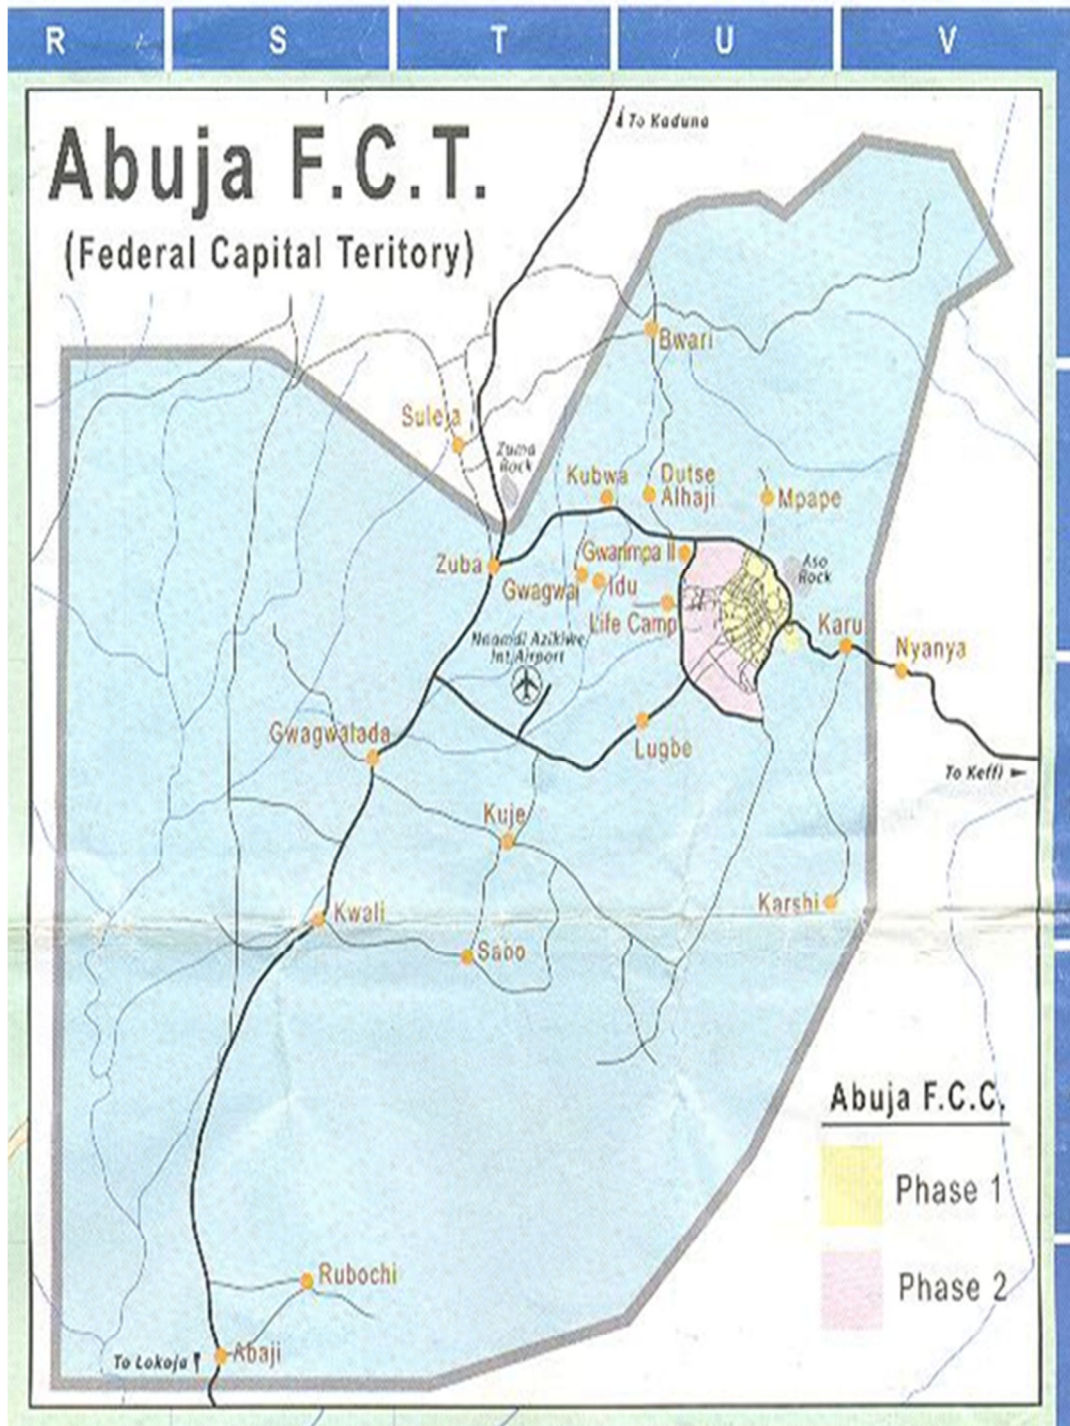 R S T U V
To Kaduna
Abuja F.C.T.
(Federal Capital Teritory)
Bwari
Suleja
Zuma
Rock
Kubwa
Dutse
Alhaji
Mpape
Zuba
Gwarimpa II
Aso
Rock
Gwagwa
Idu
Life Camp
Karu
Nyanya
Nnamdi Azikiwe
Int. Airport
Gwagwalada
Lugbe
To Keffi
Kuje
Karshi
Kwali
Sabo
Abuja F.C.C.
Phase 1
Phase 2
Rubochi
Abaji
To Lokoja